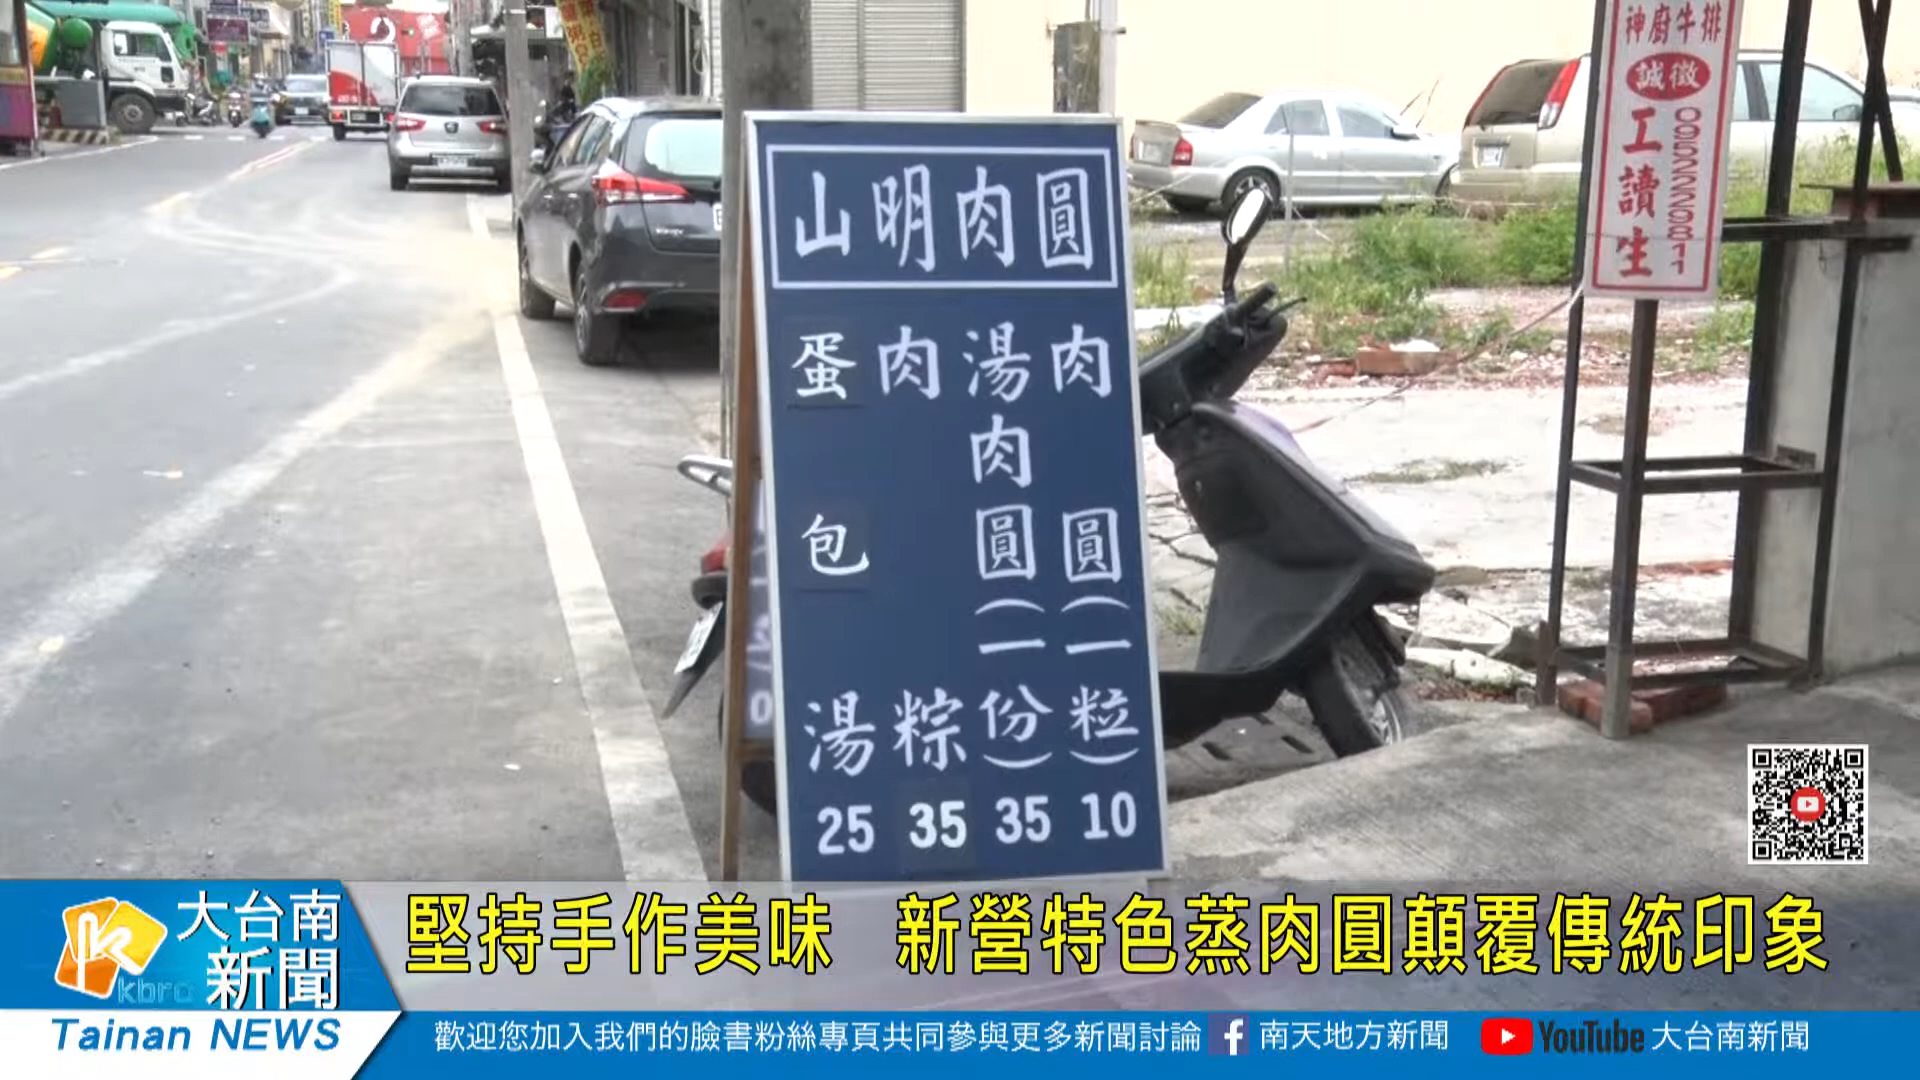 山明肉圓
肉圓(一粒)10
湯肉圓(一份)35
肉粽35
蛋包湯25
神廚牛排
誠徵
工讀生
0952229811
大台南
新聞
kbro
Tainan NEWS
堅持手作美味 新營特色蒸肉圓顛覆傳統印象
歡迎您加入我們的臉書粉絲專頁共同參與更多新聞討論 南天地方新聞 YouTube 大台南新聞